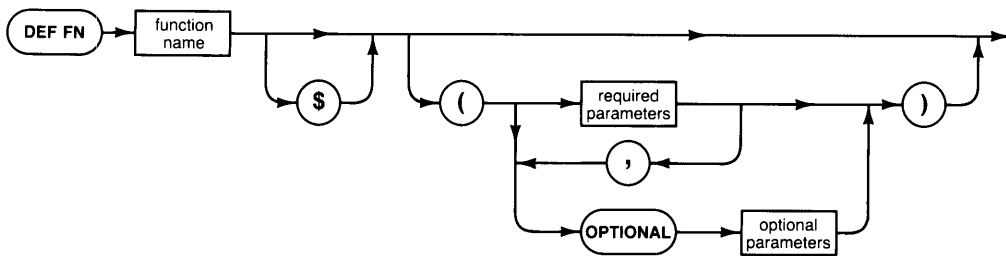 DEF FN
function
name
$
(
required
parameters
)
,
OPTIONAL
optional
parameters